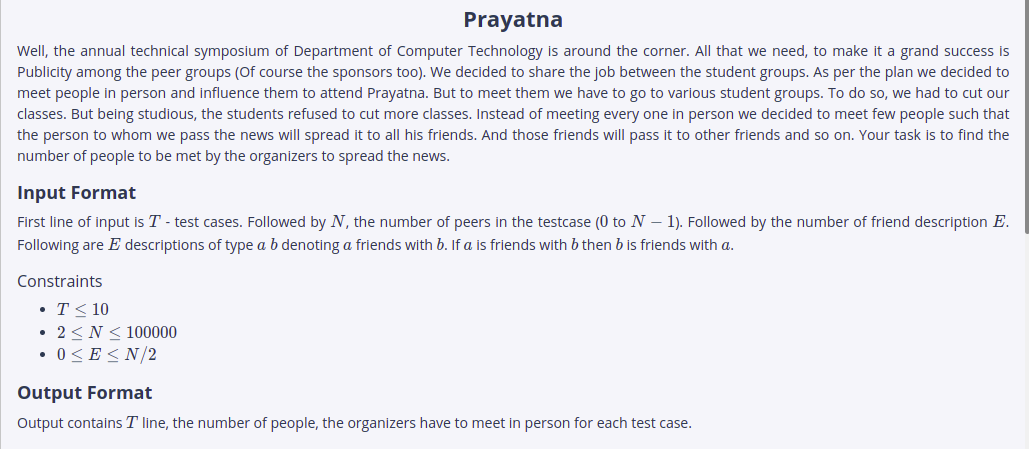 Prayatna
Well, the annual technical symposium of Department of Computer Technology is around the corner. All that we need, to make it a grand success is
Publicity among the peer groups (Of course the sponsors too). We decided to share the job between the student groups. As per the plan we decided to
meet people in person and influence them to attend Prayatna. But to meet them we have to go to various student groups. To do so, we had to cut our
classes. But being studious, the students refused to cut more classes. Instead of meeting every one in person we decided to meet few people such that
the person to whom we pass the news will spread it to all his friends. And those friends will pass it to other friends and so on. Your task is to find the
number of people to be met by the organizers to spread the news.
Input Format
First line of input is T - test cases. Followed by N, the number of peers in the testcase (0 to N − 1). Followed by the number of friend description E.
Following are E descriptions of type a b denoting a friends with b. If a is friends with b then b is friends with a.
Constraints
• T ≤ 10
• 2 ≤ N ≤ 100000
• 0 ≤ E ≤ N/2
Output Format
Output contains T line, the number of people, the organizers have to meet in person for each test case.